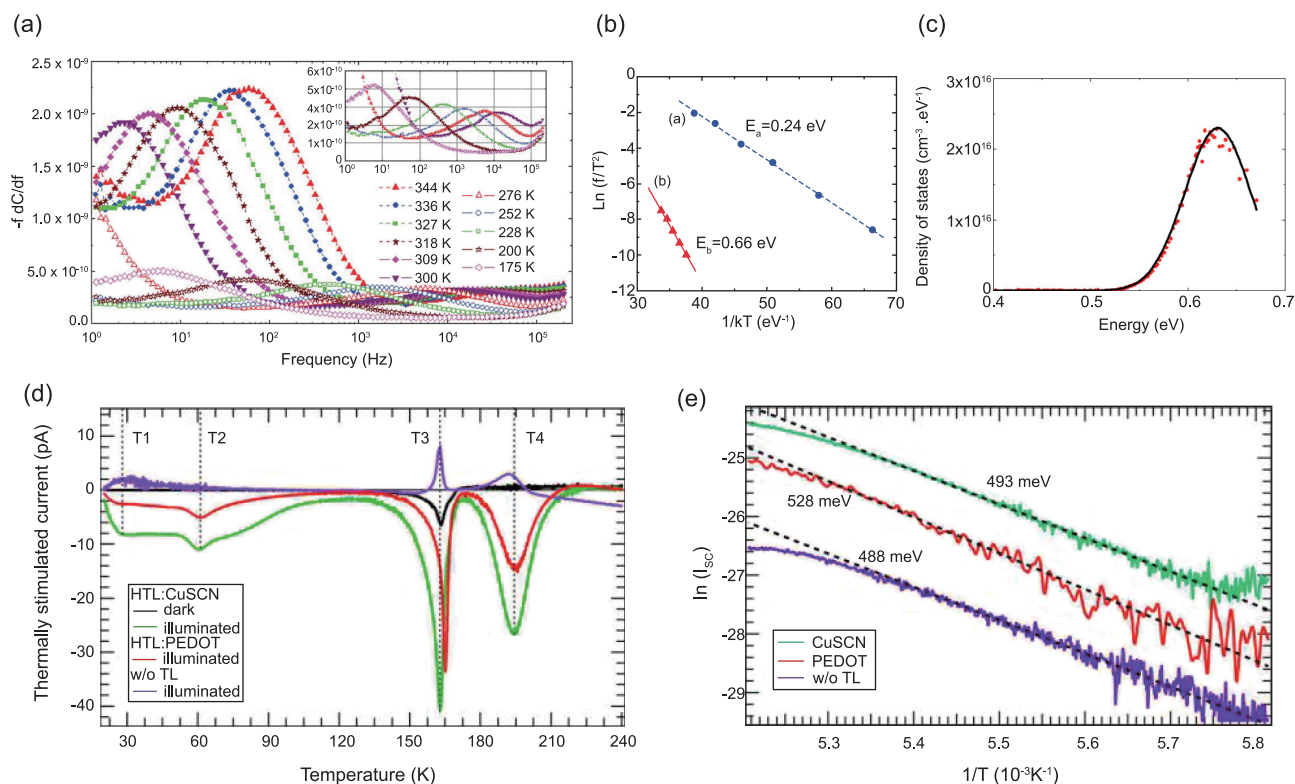 (a)
-f dC/df
2.5 x 10⁻⁹
2.0 x 10⁻⁹
1.5 x 10⁻⁹
1.0 x 10⁻⁹
5.0 x 10⁻¹⁰
0.0
10⁰ 10¹ 10² 10³ 10⁴ 10⁵
Frequency (Hz)
6x10⁻¹⁰
5x10⁻¹⁰
4x10⁻¹⁰
3x10⁻¹⁰
2x10⁻¹⁰
1x10⁻¹⁰
0
10⁰ 10¹ 10² 10³ 10⁴ 10⁵
344 K
336 K
327 K
318 K
309 K
300 K
276 K
252 K
228 K
200 K
175 K
(b)
Ln (f/T²)
0
-2
-4
-6
-8
-10
-12
(a)
Eₐ=0.24 eV
(b)
E_b=0.66 eV
30 40 50 60 70
1/kT (eV⁻¹)
(c)
Density of states (cm⁻³ .eV⁻¹)
3x10¹⁶
2x10¹⁶
1x10¹⁶
0
0.4 0.5 0.6 0.7
Energy (eV)
(d)
Thermally stimulated current (pA)
10
0
-10
-20
-30
-40
T1 T2 T3 T4
HTL:CuSCN
dark
illuminated
HTL:PEDOT
illuminated
w/o TL
illuminated
30 60 90 120 150 180 210 240
Temperature (K)
(e)
ln (I_SC)
-25
-26
-27
-28
-29
493 meV
528 meV
488 meV
CuSCN
PEDOT
w/o TL
5.3 5.4 5.5 5.6 5.7 5.8
1/T (10⁻³K⁻¹)